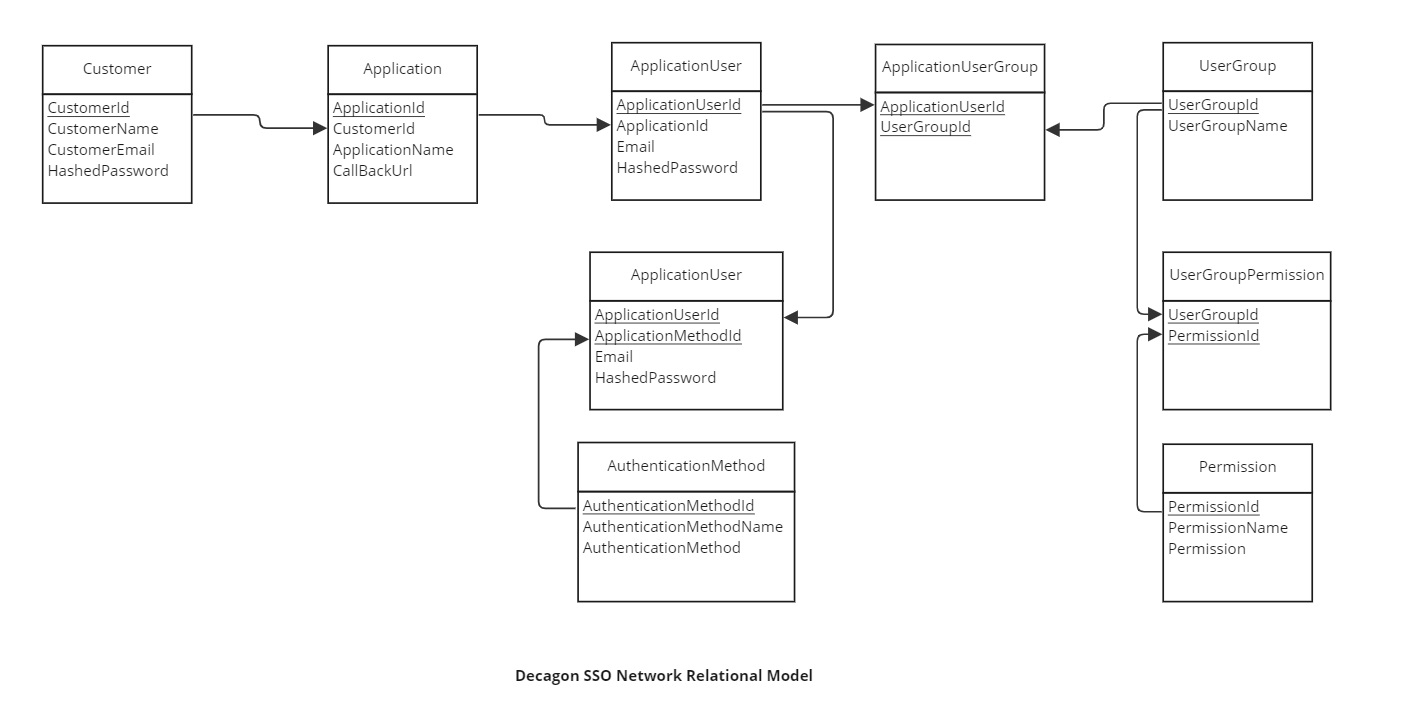 Customer
CustomerId
CustomerName
CustomerEmail
HashedPassword
Application
ApplicationId
CustomerId
ApplicationName
CallBackUrl
ApplicationUser
ApplicationUserId
ApplicationId
Email
HashedPassword
ApplicationUserGroup
ApplicationUserId
UserGroupId
UserGroup
UserGroupId
UserGroupName
ApplicationUser
ApplicationUserId
ApplicationMethodId
Email
HashedPassword
UserGroupPermission
UserGroupId
PermissionId
AuthenticationMethod
AuthenticationMethodId
AuthenticationMethodName
AuthenticationMethod
Permission
PermissionId
PermissionName
Permission
Decagon SSO Network Relational Model